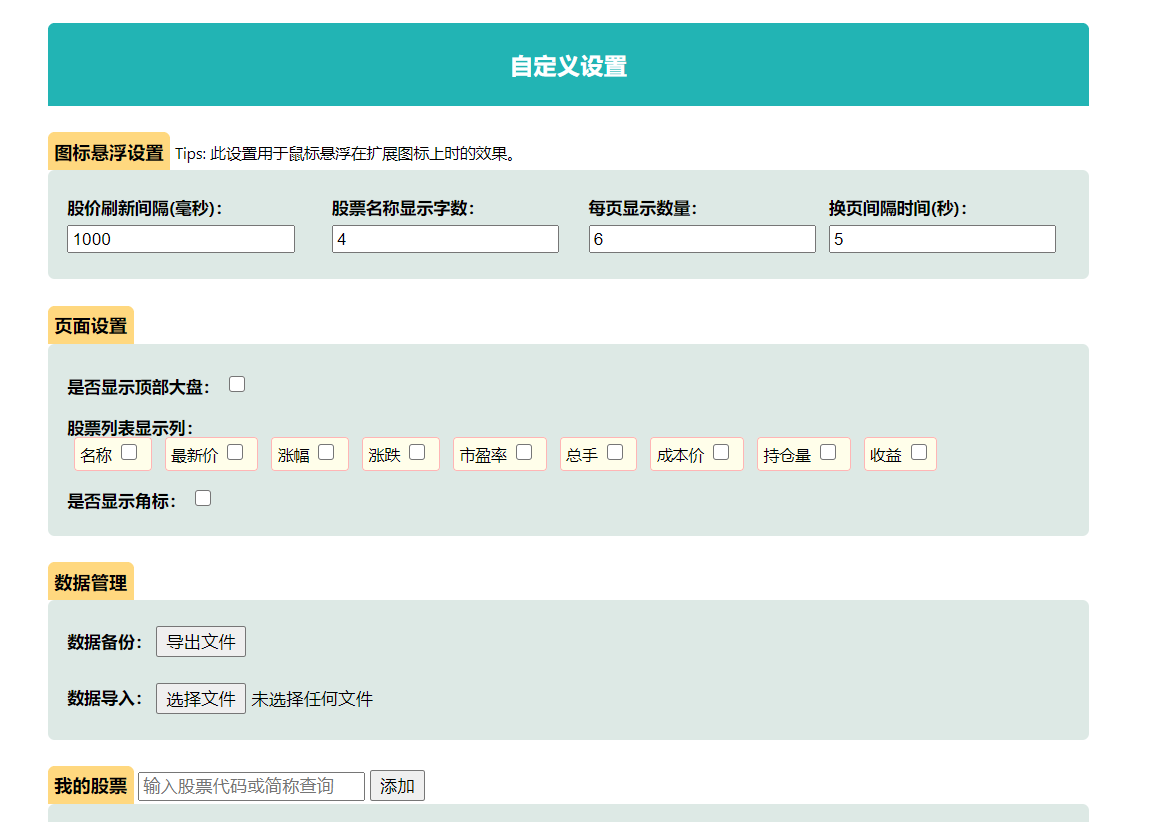 自定义设置
图标悬浮设置 Tips: 此设置用于鼠标悬浮在扩展图标上时的效果。
股价刷新间隔(毫秒)： 股票名称显示字数： 每页显示数量： 换页间隔时间(秒)：
1000 4 6 5
页面设置
是否显示顶部大盘：
股票列表显示列：
名称 最新价 涨幅 涨跌 市盈率 总手 成本价 持仓量 收益
是否显示角标：
数据管理
数据备份： 导出文件
数据导入： 选择文件 未选择任何文件
我的股票 输入股票代码或简称查询 添加